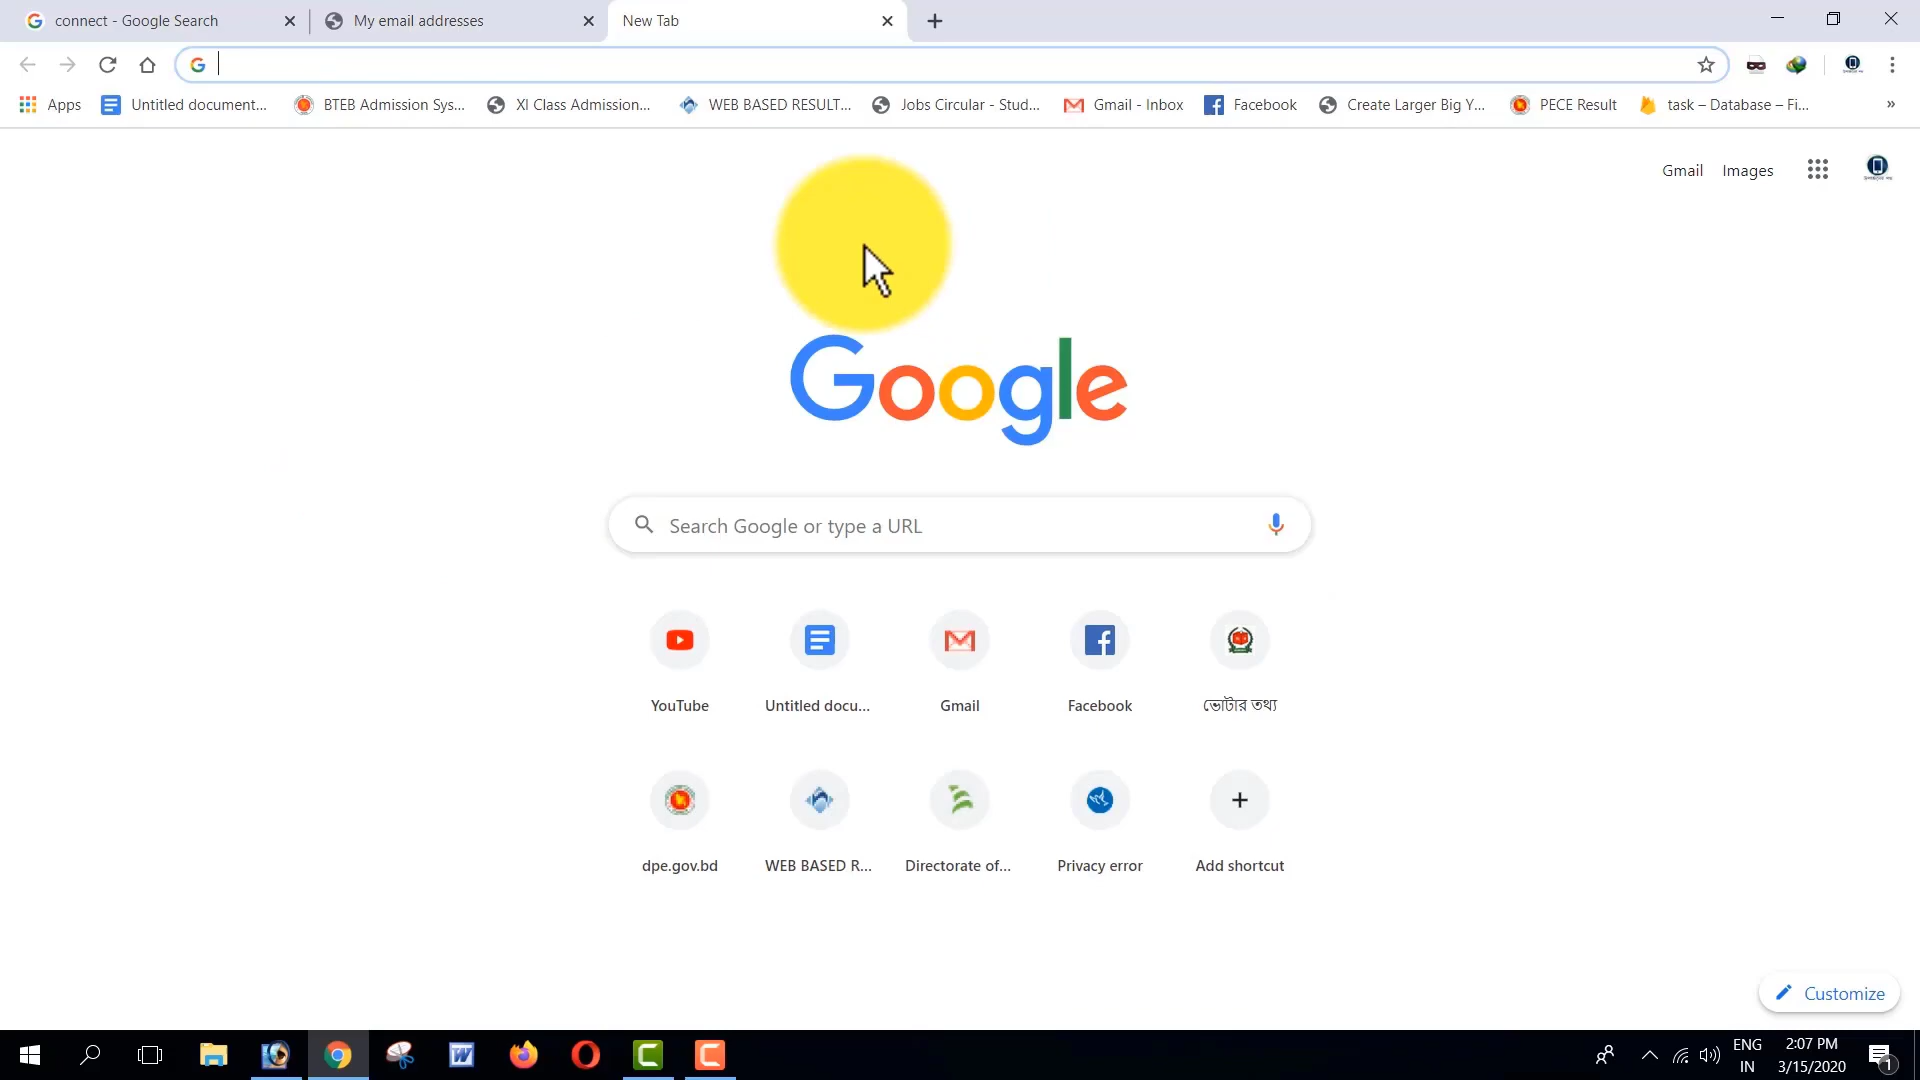 connect - Google Search
My email addresses
New Tab
Apps
Untitled document...
BTEB Admission Sys...
XI Class Admission...
WEB BASED RESULT...
Jobs Circular - Stud...
Gmail - Inbox
Facebook
Create Larger Big Y...
PECE Result
task – Database – Fi...
»
Gmail
Images
Google
Search Google or type a URL
YouTube
Untitled docu...
Gmail
Facebook
ভোটার তথ্য
dpe.gov.bd
WEB BASED R...
Directorate of...
Privacy error
Add shortcut
Customize
ENG
IN
2:07 PM
3/15/2020
1